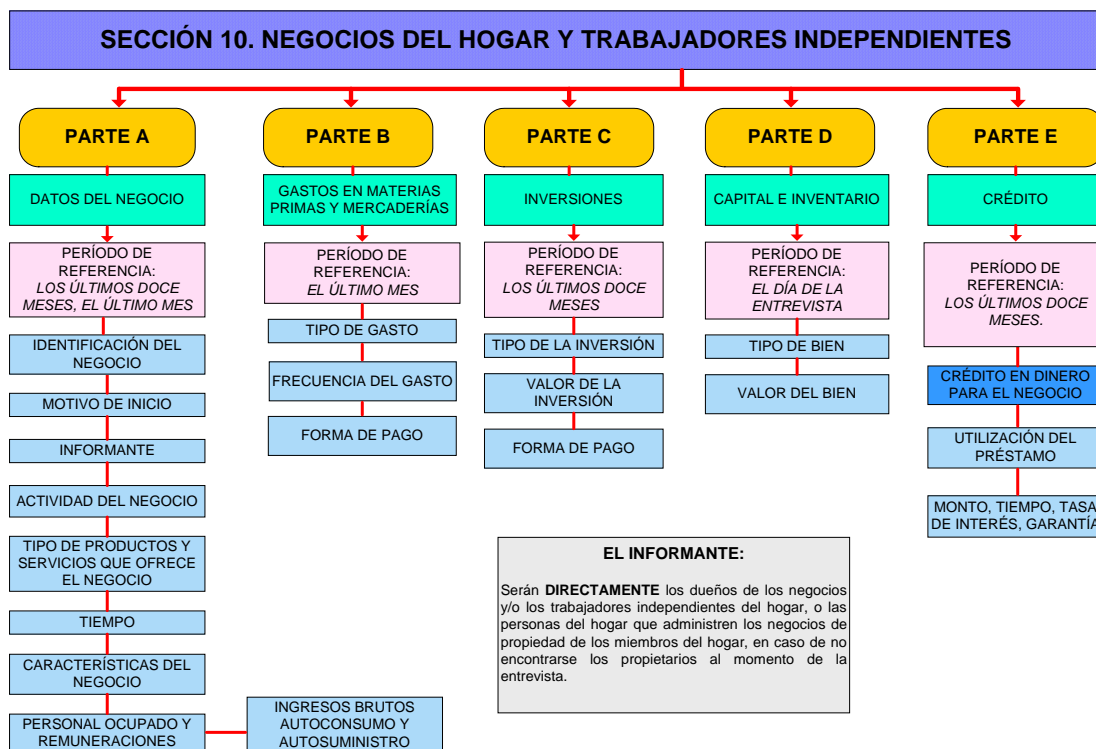 SECCIÓN 10. NEGOCIOS DEL HOGAR Y TRABAJADORES INDEPENDIENTES
PARTE A
DATOS DEL NEGOCIO
PERÍODO DE
REFERENCIA:
LOS ÚLTIMOS DOCE
MESES, EL ÚLTIMO MES
IDENTIFICACIÓN DEL
NEGOCIO
MOTIVO DE INICIO
INFORMANTE
ACTIVIDAD DEL NEGOCIO
TIPO DE PRODUCTOS Y
SERVICIOS QUE OFRECE
EL NEGOCIO
TIEMPO
CARACTERÍSTICAS DEL
NEGOCIO
PERSONAL OCUPADO Y
REMUNERACIONES
INGRESOS BRUTOS
AUTOCONSUMO Y
AUTOSUMINISTRO
PARTE B
GASTOS EN MATERIAS
PRIMAS Y MERCADERÍAS
PERÍODO DE
REFERENCIA:
EL ÚLTIMO MES
TIPO DE GASTO
FRECUENCIA DEL GASTO
FORMA DE PAGO
PARTE C
INVERSIONES
PERÍODO DE
REFERENCIA:
LOS ÚLTIMOS DOCE
MESES
TIPO DE LA INVERSIÓN
VALOR DE LA
INVERSIÓN
FORMA DE PAGO
PARTE D
CAPITAL E INVENTARIO
PERÍODO DE
REFERENCIA:
EL DÍA DE LA
ENTREVISTA
TIPO DE BIEN
VALOR DEL BIEN
PARTE E
CRÉDITO
PERÍODO DE
REFERENCIA:
LOS ÚLTIMOS DOCE
MESES.
CRÉDITO EN DINERO
PARA EL NEGOCIO
UTILIZACIÓN DEL
PRÉSTAMO
MONTO, TIEMPO, TASA
DE INTERÉS, GARANTÍA
EL INFORMANTE:
Serán DIRECTAMENTE los dueños de los negocios
y/o los trabajadores independientes del hogar, o las
personas del hogar que administren los negocios de
propiedad de los miembros del hogar, en caso de no
encontrarse los propietarios al momento de la
entrevista.